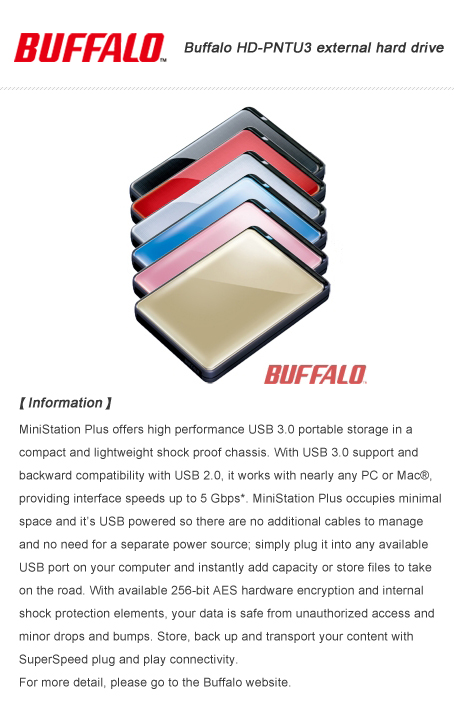 BUFFALO™ Buffalo HD-PNTU3 external hard drive
BUFFALO™
【 Information 】
MiniStation Plus offers high performance USB 3.0 portable storage in a
compact and lightweight shock proof chassis. With USB 3.0 support and
backward compatibility with USB 2.0, it works with nearly any PC or Mac®,
providing interface speeds up to 5 Gbps*. MiniStation Plus occupies minimal
space and it's USB powered so there are no additional cables to manage
and no need for a separate power source; simply plug it into any available
USB port on your computer and instantly add capacity or store files to take
on the road. With available 256-bit AES hardware encryption and internal
shock protection elements, your data is safe from unauthorized access and
minor drops and bumps. Store, back up and transport your content with
SuperSpeed plug and play connectivity.
For more detail, please go to the Buffalo website.